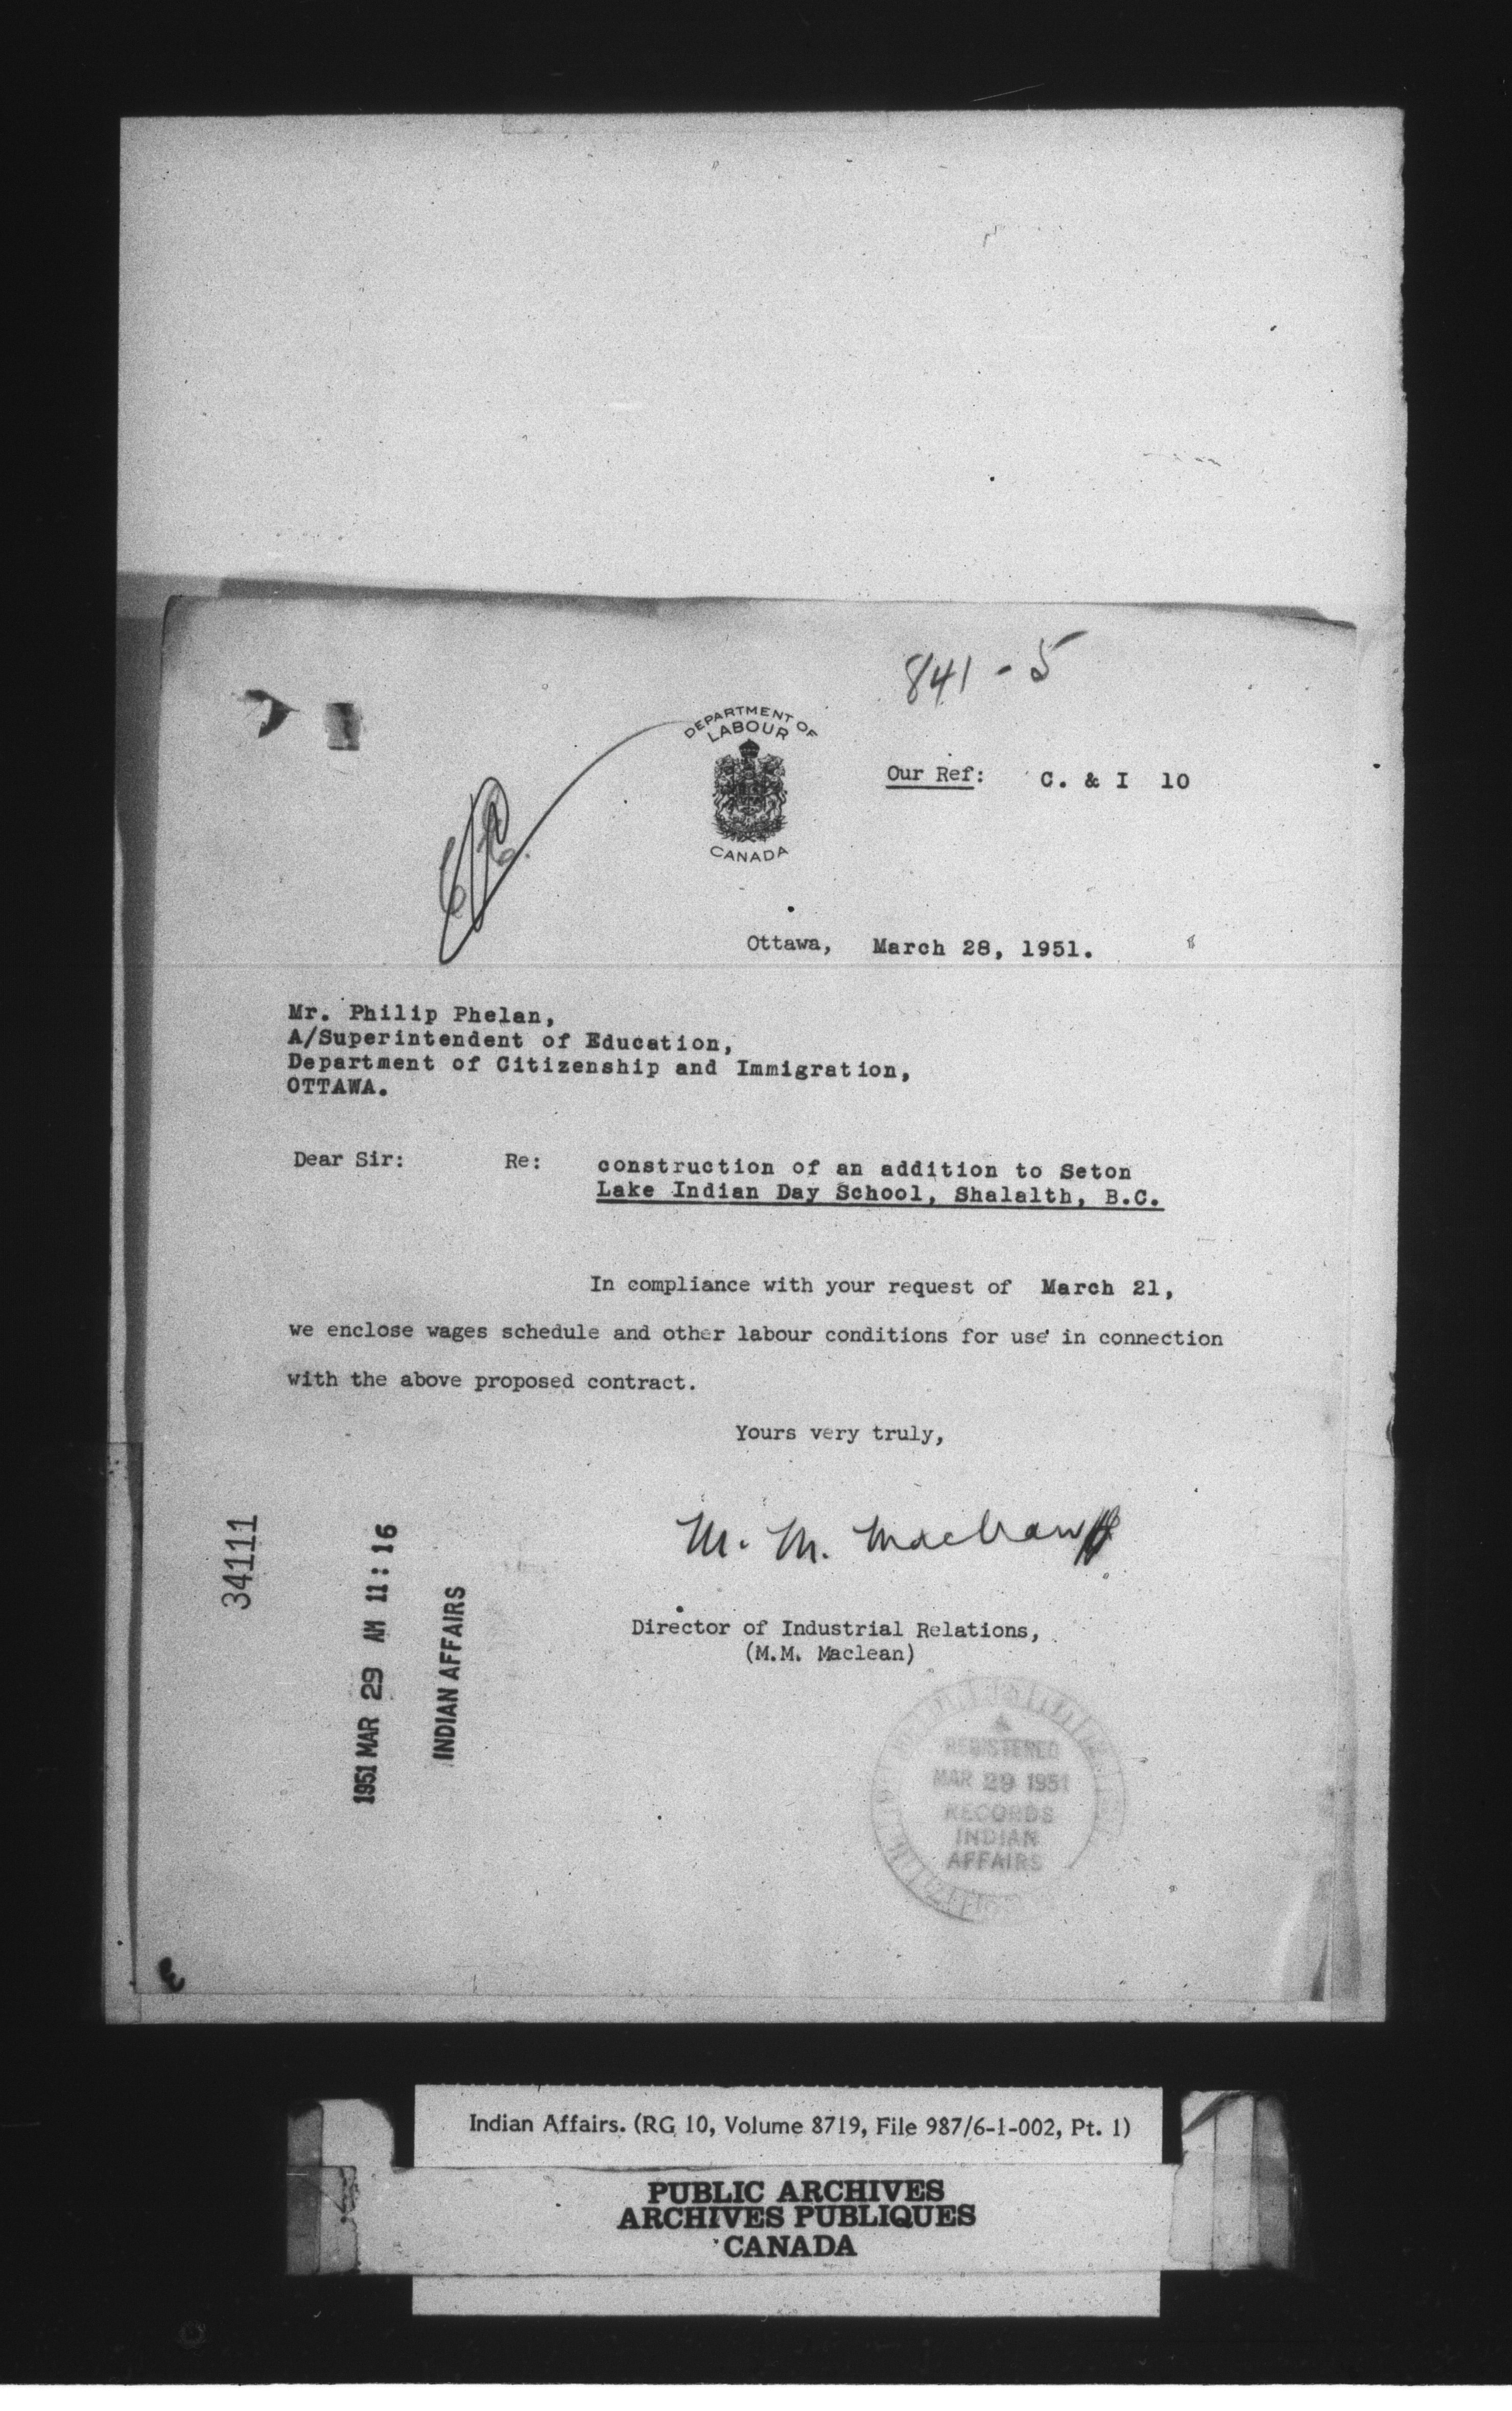 841-5
DEPARTMENT OF
LABOUR
CANADA
Our Ref: C. & I 10
Ottawa, March 28, 1951.
Mr. Philip Phelan,
A/Superintendent of Education,
Department of Citizenship and Immigration,
OTTAWA.
Dear Sir: Re: construction of an addition to Seton
Lake Indian Day School, Shalalth, B.C.
In compliance with your request of March 21,
we enclose wages schedule and other labour conditions for use in connection
with the above proposed contract.
Yours very truly,
M. M. Maclean
Director of Industrial Relations,
(M.M. Maclean)
34111
1951 MAR 29 AM 11:16
INDIAN AFFAIRS
REGISTERED
MAR 29 1951
RECORDS
INDIAN
AFFAIRS
Indian Affairs. (RG 10, Volume 8719, File 987/6-1-002, Pt. 1)
PUBLIC ARCHIVES
ARCHIVES PUBLIQUES
CANADA